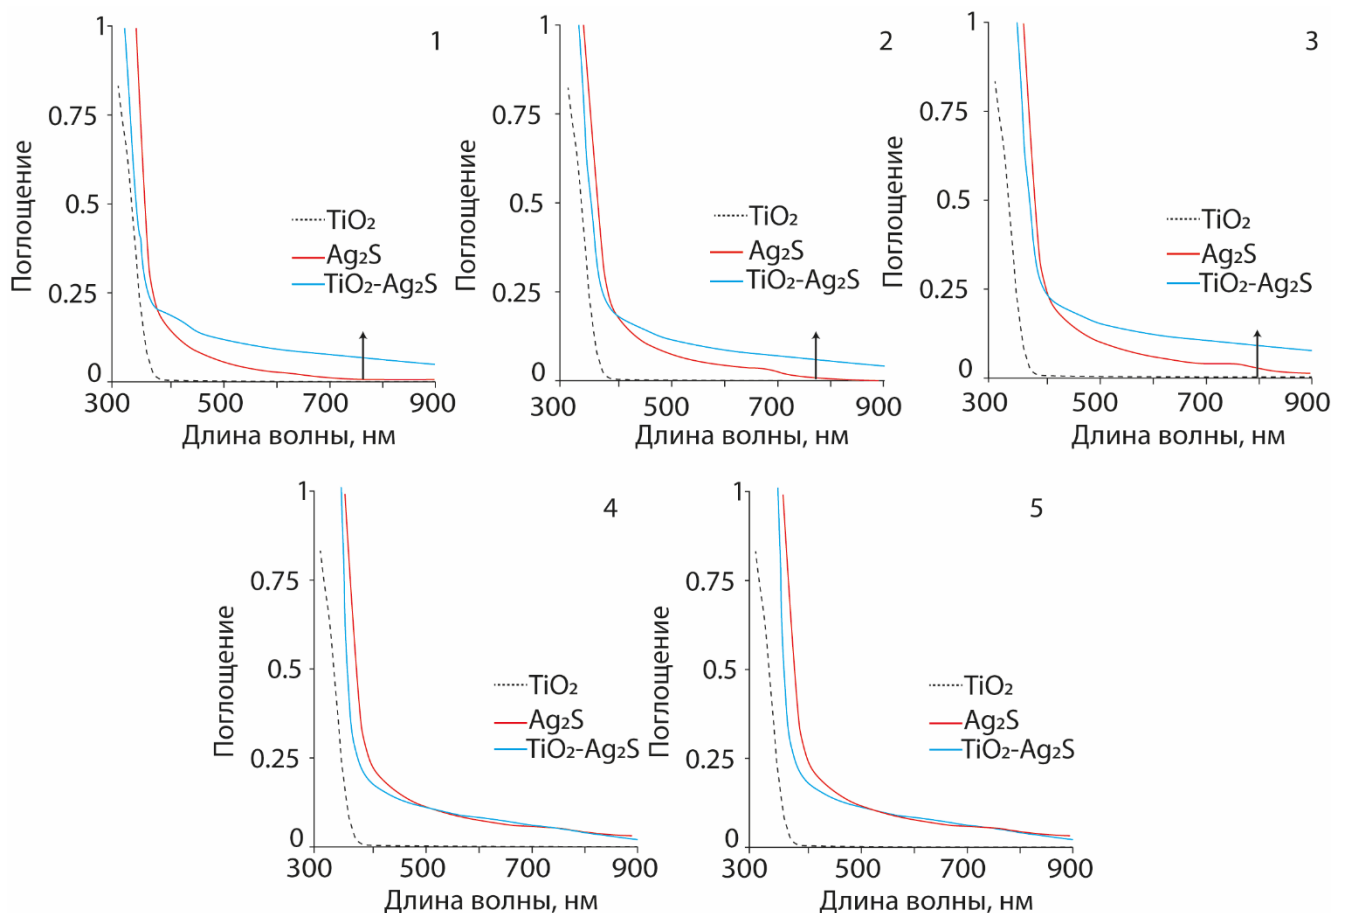 1
1
0.75
0.5
0.25
0
Поглощение
TiO₂
Ag₂S
TiO₂-Ag₂S
300 500 700 900
Длина волны, нм
2
1
0.75
0.5
0.25
0
Поглощение
TiO₂
Ag₂S
TiO₂-Ag₂S
300 500 700 900
Длина волны, нм
3
1
0.75
0.5
0.25
0
Поглощение
TiO₂
Ag₂S
TiO₂-Ag₂S
300 500 700 900
Длина волны, нм
4
1
0.75
0.5
0.25
0
Поглощение
TiO₂
Ag₂S
TiO₂-Ag₂S
300 500 700 900
Длина волны, нм
5
1
0.75
0.5
0.25
0
Поглощение
TiO₂
Ag₂S
TiO₂-Ag₂S
300 500 700 900
Длина волны, нм